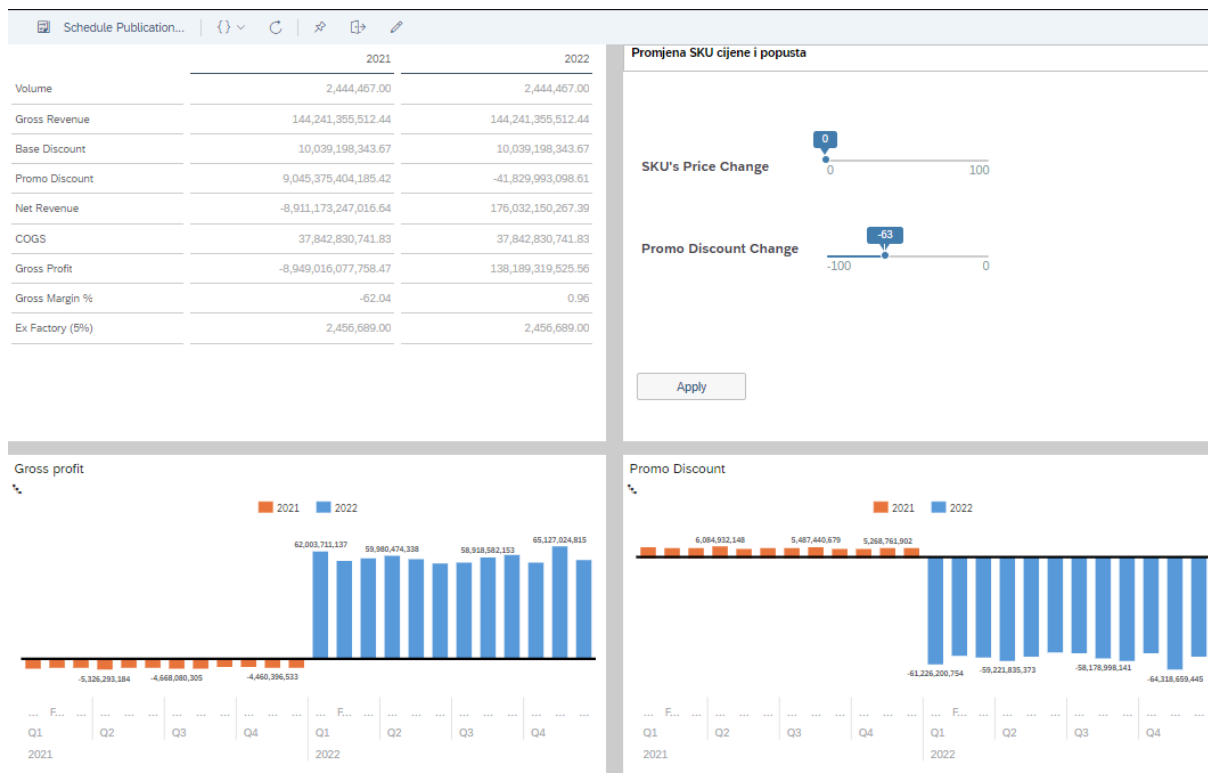 Schedule Publication...
2021 2022
Volume 2,444,467.00 2,444,467.00
Gross Revenue 144,241,355,512.44 144,241,355,512.44
Base Discount 10,039,198,343.67 10,039,198,343.67
Promo Discount 9,045,375,404,185.42 -41,829,993,098.61
Net Revenue -8,911,173,247,016.64 176,032,150,267.39
COGS 37,842,830,741.83 37,842,830,741.83
Gross Profit -8,949,016,077,758.47 138,189,319,525.56
Gross Margin % -62.04 0.96
Ex Factory (5%) 2,456,689.00 2,456,689.00
Promjena SKU cijene i popusta
0
SKU's Price Change
0 100
-63
Promo Discount Change
-100 0
Apply
Gross profit
2021 2022
62,003,711,137 59,980,474,338 58,918,582,153 65,127,024,815
-5,326,293,184 -4,668,080,305 -4,460,396,533
... F... ... ... ... ... ... ... ... ... ... ... ... F... ... ... ... ... ... ... ... ... ... ...
Q1 Q2 Q3 Q4 Q1 Q2 Q3 Q4
2021 2022
Promo Discount
2021 2022
6,084,932,148 5,487,440,679 5,268,761,902
-61,226,200,754 -59,221,835,373 -58,178,998,141 -64,318,659,445
... F... ... ... ... ... ... ... ... ... ... ... ... F... ... ... ... ... ... ... ... ... ... ...
Q1 Q2 Q3 Q4 Q1 Q2 Q3 Q4
2021 2022